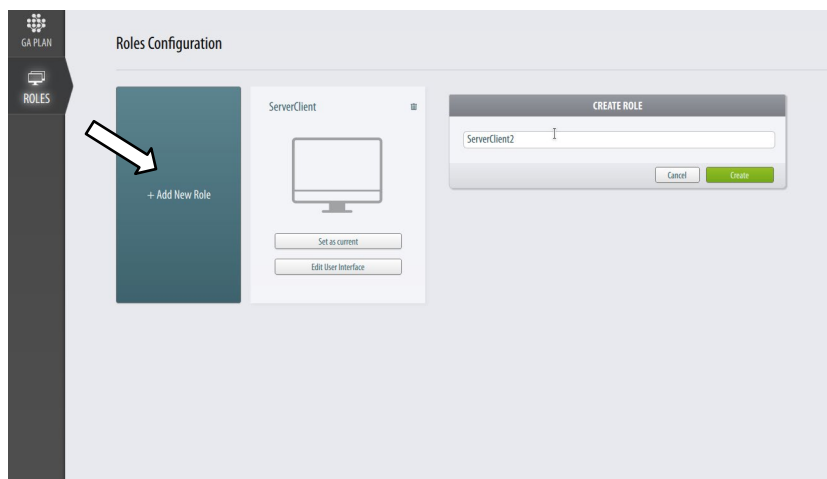 GA PLAN
ROLES
Roles Configuration
+ Add New Role
ServerClient
Set as current
Edit User Interface
CREATE ROLE
ServerClient2
Cancel
Create